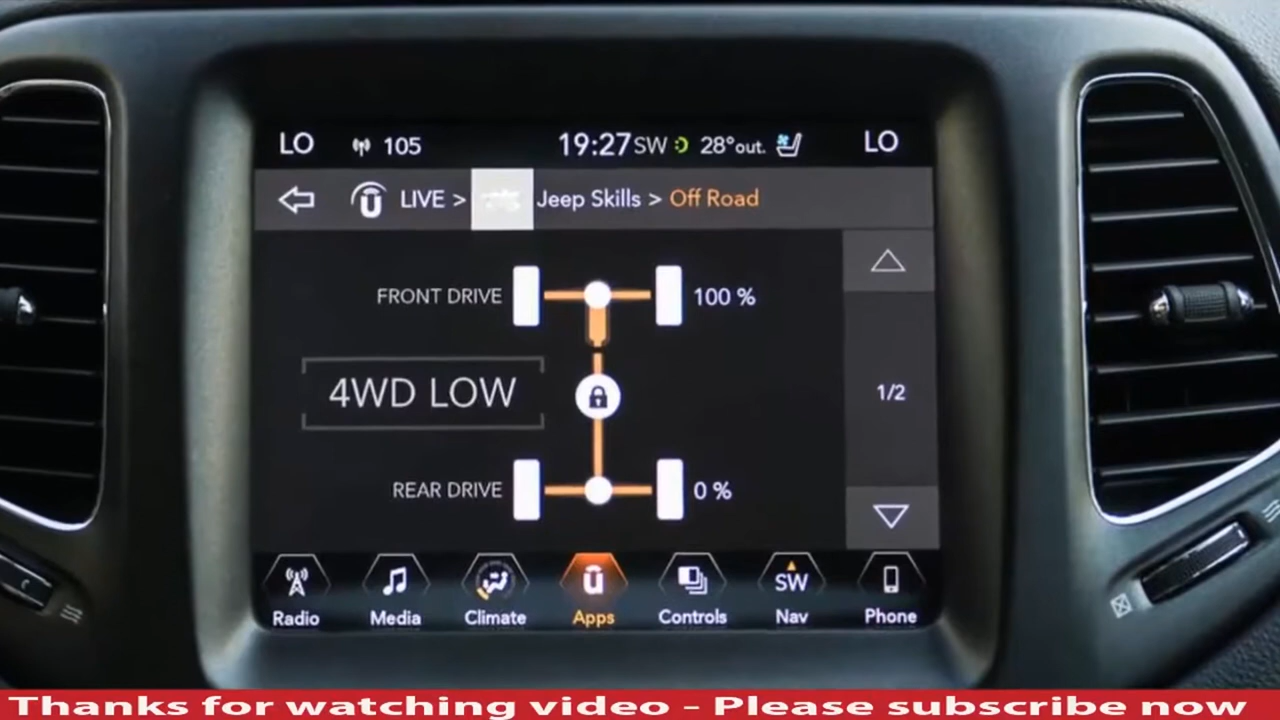 LO 105 19:27 SW 28°out. LO
LIVE > Jeep Skills > Off Road
FRONT DRIVE 100 %
4WD LOW
1/2
REAR DRIVE 0 %
SW
Radio Media Climate Apps Controls Nav Phone
Thanks for watching video - Please subscribe now